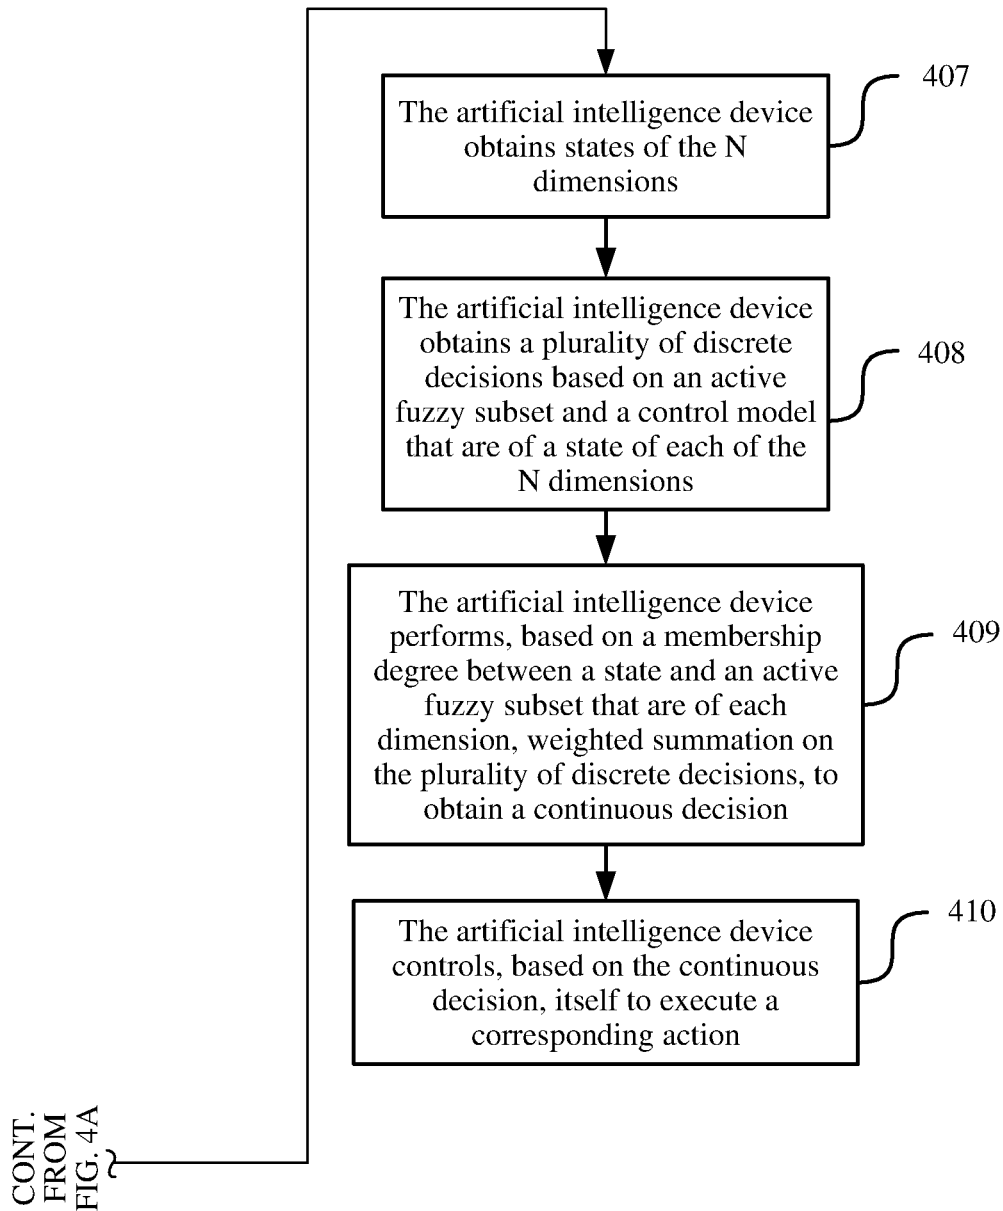 407
The artificial intelligence device
obtains states of the N
dimensions
The artificial intelligence device
obtains a plurality of discrete
decisions based on an active
fuzzy subset and a control model
that are of a state of each of the
N dimensions
408
The artificial intelligence device
performs, based on a membership
degree between a state and an active
fuzzy subset that are of each
dimension, weighted summation on
the plurality of discrete decisions, to
obtain a continuous decision
409
The artificial intelligence device
controls, based on the continuous
decision, itself to execute a
corresponding action
410
CONT.
FROM
FIG. 4A